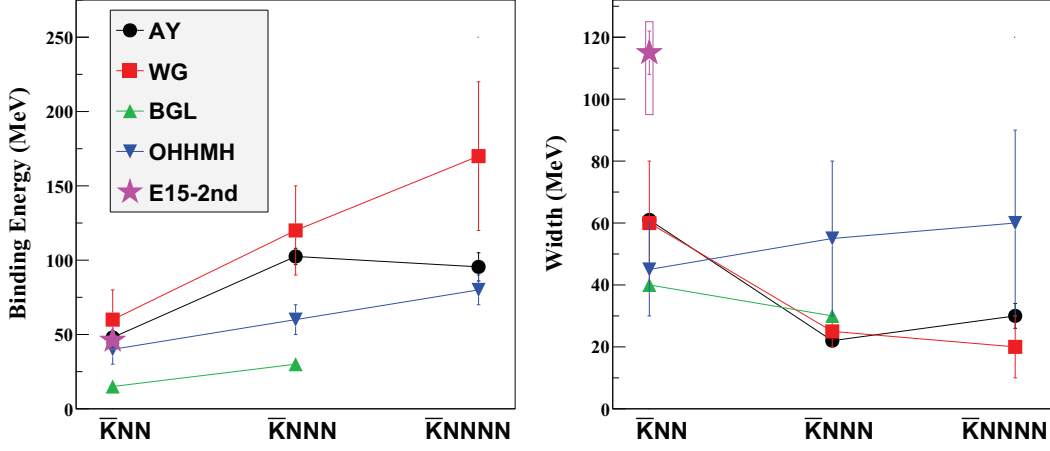 Binding Energy (MeV)
250
200
150
100
50
0
AY
WG
BGL
OHHMH
E15-2nd
K̅NN
K̅NNN
K̅NNNN
Width (MeV)
120
100
80
60
40
20
0
K̅NN
K̅NNN
K̅NNNN